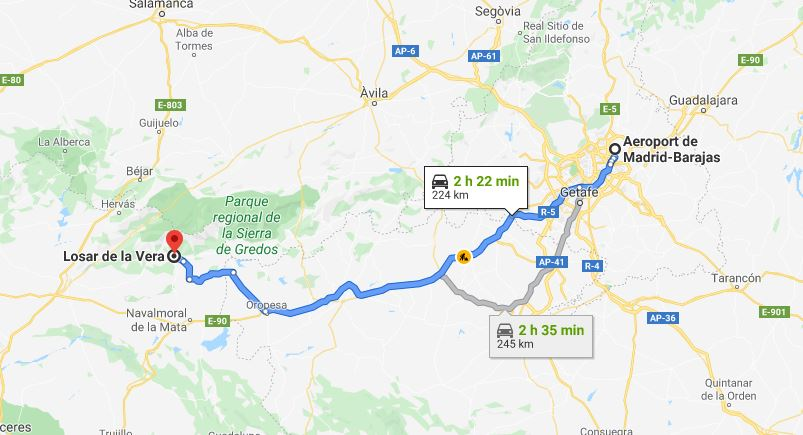 Salamanca
Segòvia
Alba de
Tormes
Real Sitio de
San Ildefonso
AP-6
AP-61
E-90
E-80
Àvila
E-803
E-5
Guadalajara
Guijuelo
Aeroport de
Madrid-Barajas
La Alberca
Béjar
2 h 22 min
224 km
Getafe
Hervás
Parque
regional de
la Sierra
de Gredos
R-5
Losar de la Vera
AP-41
R-4
Tarancón
Oropesa
Navalmoral
de la Mata
E-90
E-901
AP-36
2 h 35 min
245 km
Quintanar
de la Orden
ceres
Trujillo
Guadalupe
Consuegra